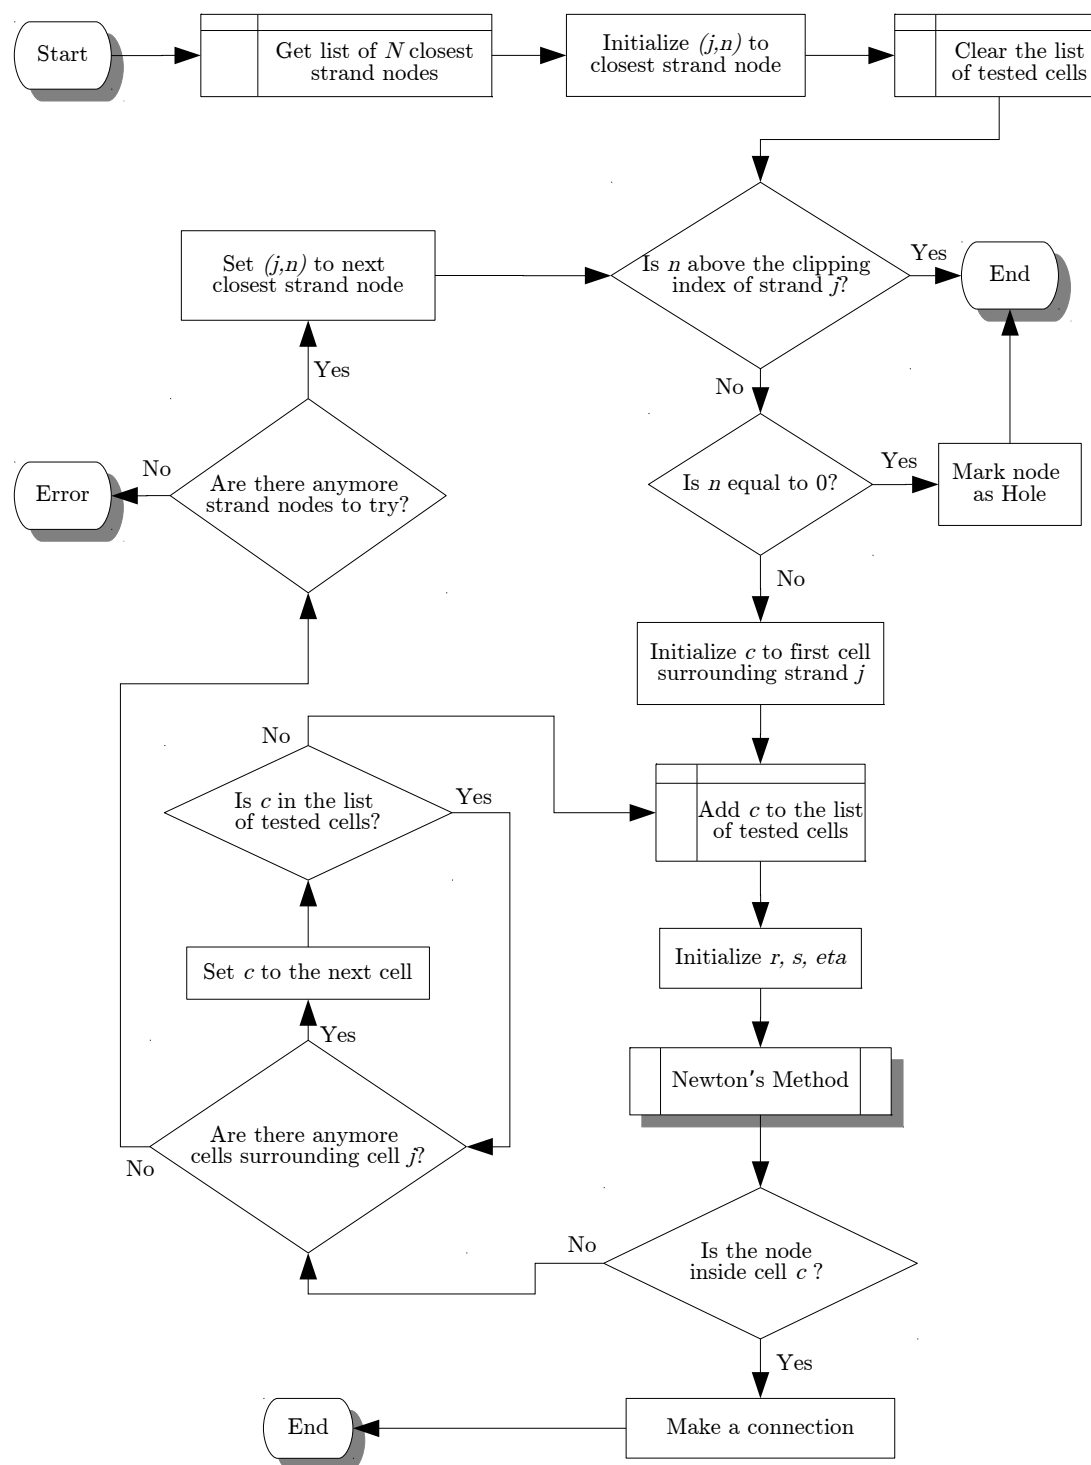 Start
Get list of N closest
strand nodes
Initialize (j,n) to
closest strand node
Clear the list
of tested cells
Set (j,n) to next
closest strand node
Is n above the clipping
index of strand j?
Yes
End
Yes
No
No
Error
Are there anymore
strand nodes to try?
Is n equal to 0?
Yes
Mark node
as Hole
No
Initialize c to first cell
surrounding strand j
No
Is c in the list
of tested cells?
Yes
Add c to the list
of tested cells
Set c to the next cell
Initialize r, s, eta
Yes
Newton's Method
Are there anymore
cells surrounding cell j?
No
No
Is the node
inside cell c ?
Yes
End
Make a connection